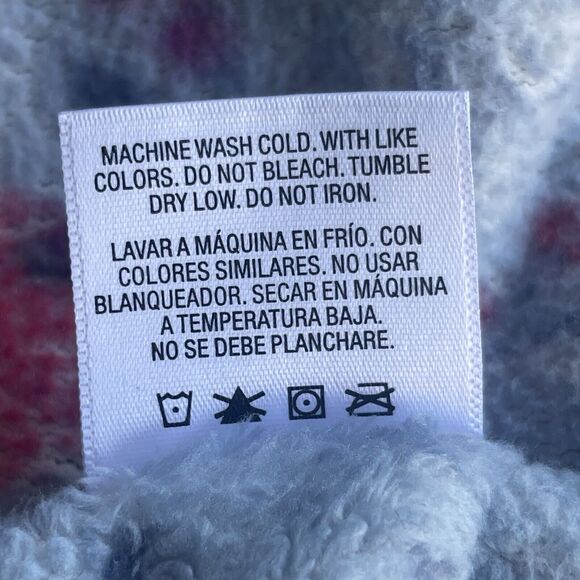 MACHINE WASH COLD. WITH LIKE
COLORS. DO NOT BLEACH. TUMBLE
DRY LOW. DO NOT IRON.
LAVAR A MÁQUINA EN FRÍO. CON
COLORES SIMILARES. NO USAR
BLANQUEADOR. SECAR EN MÁQUINA
A TEMPERATURA BAJA.
NO SE DEBE PLANCHARE.